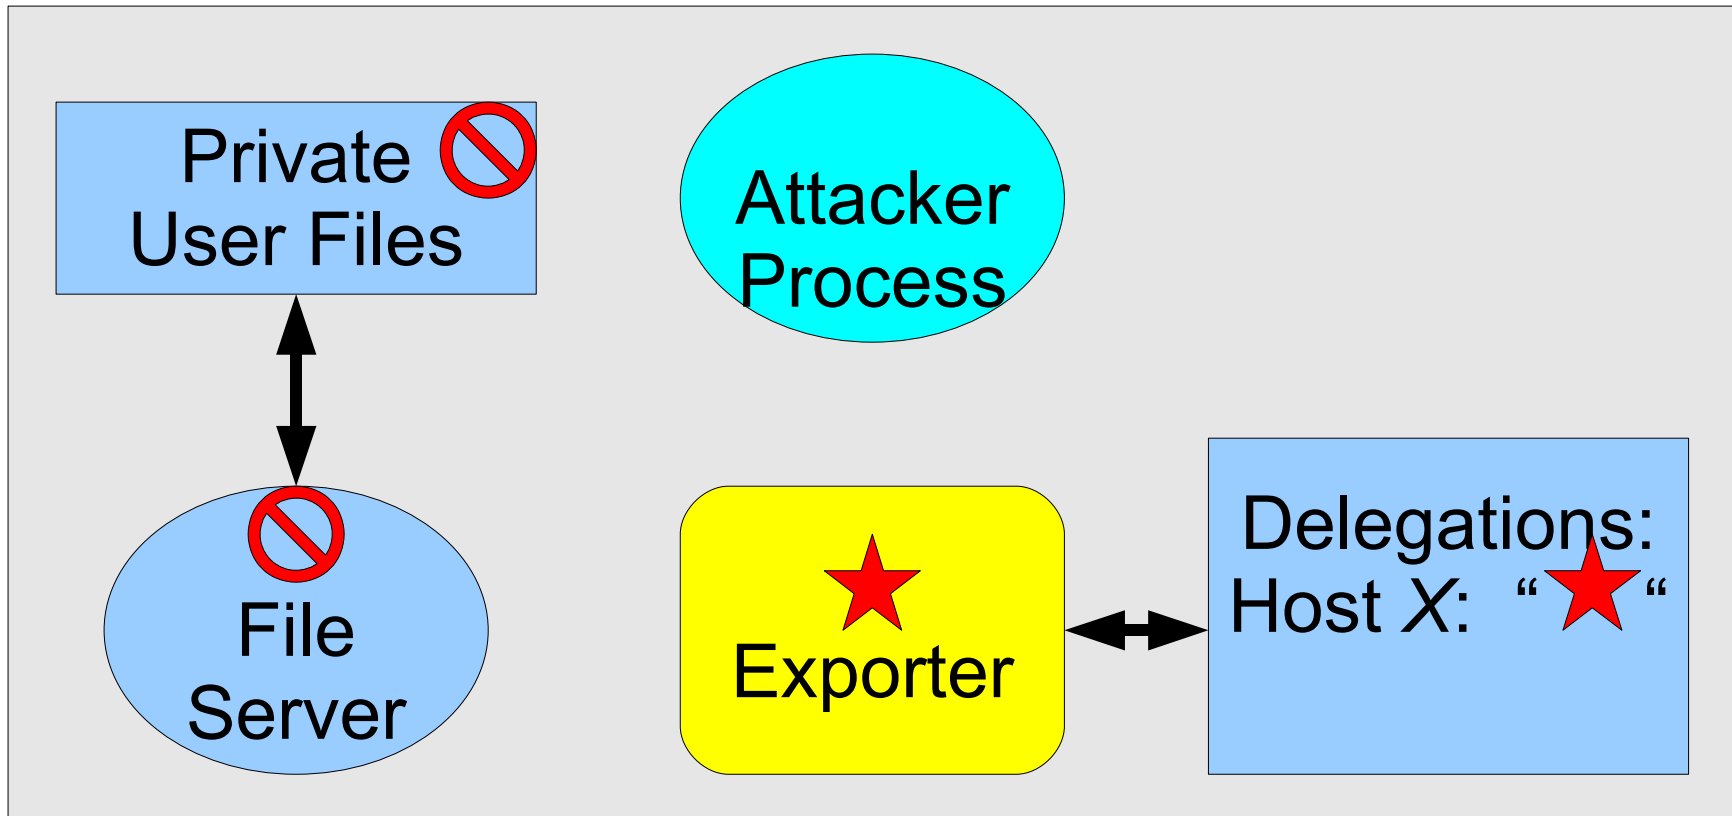 Private
User Files
Attacker
Process
File
Server
Exporter
Delegations:
Host X: “ “